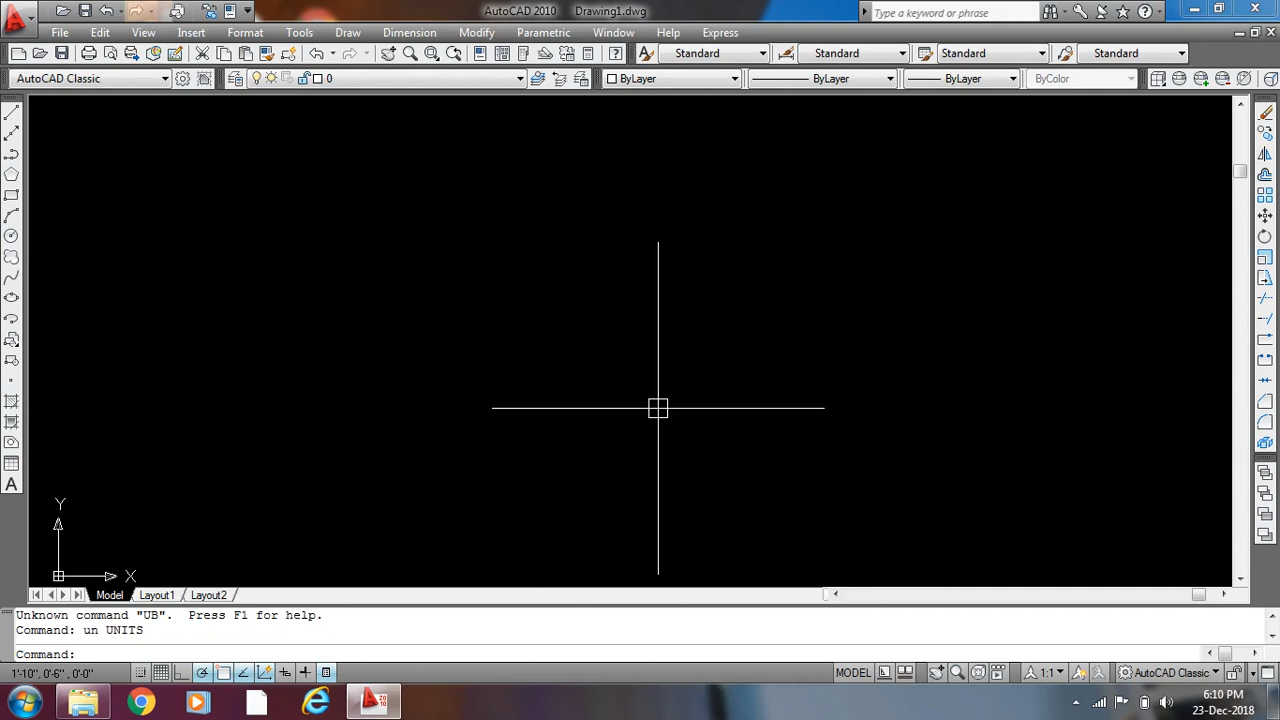 AutoCAD 2010 Drawing1.dwg
Type a keyword or phrase
File Edit View Insert Format Tools Draw Dimension Modify Parametric Window Help Express
Standard Standard Standard Standard
AutoCAD Classic 0 ByLayer ByLayer ByLayer ByColor
A
Y
X
Model Layout1 Layout2
Unknown command "UB".  Press F1 for help.
Command: un UNITS
Command:
1'-10", 0'-6" , 0'-0" MODEL 1:1 AutoCAD Classic
6:10 PM
23-Dec-2018